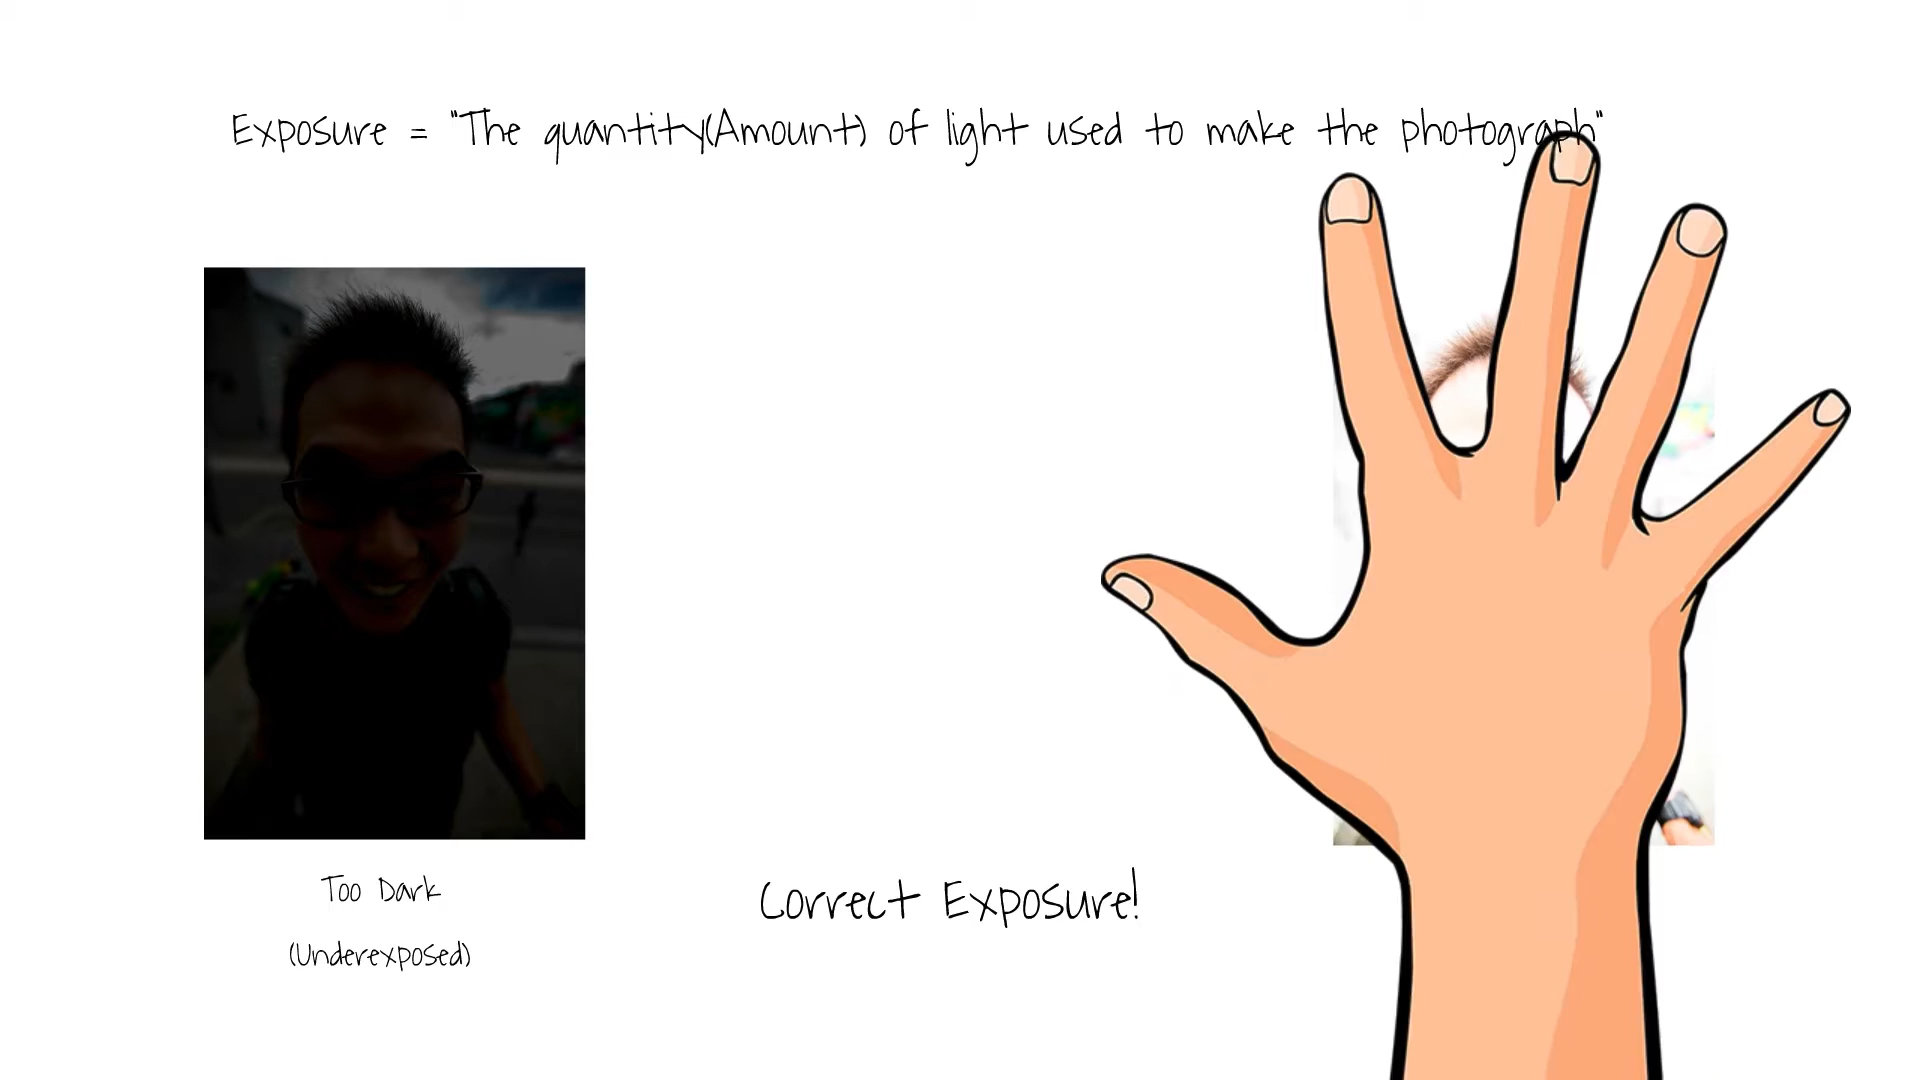 Exposure = "The quantity(Amount) of light used to make the photograph"
Too Dark
(Underexposed)
Correct Exposure!